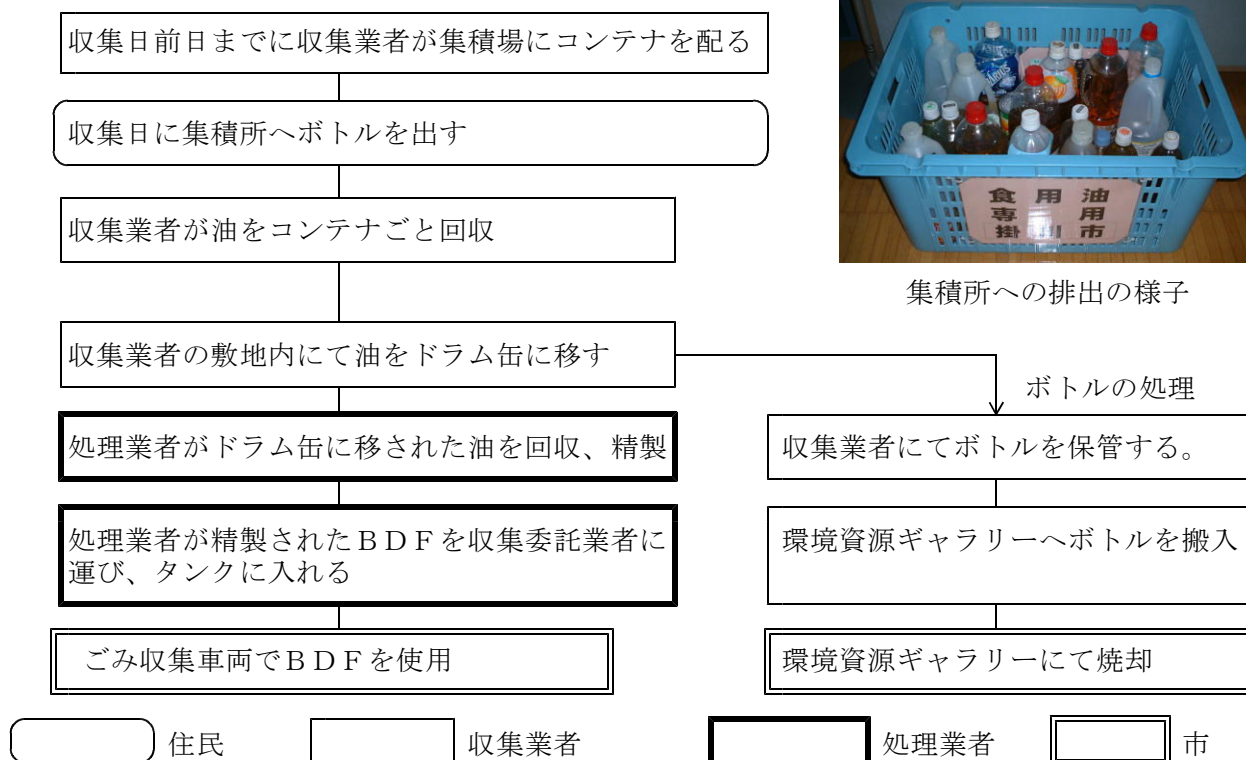 収集日前日までに収集業者が集積場にコンテナを配る
収集日に集積所へボトルを出す
収集業者が油をコンテナごと回収
食用油
専用
掛川市
集積所への排出の様子
収集業者の敷地内にて油をドラム缶に移す
ボトルの処理
処理業者がドラム缶に移された油を回収、精製
収集業者にてボトルを保管する。
処理業者が精製されたBDFを収集委託業者に
運び、タンクに入れる
環境資源ギャラリーへボトルを搬入
ごみ収集車両でBDFを使用
環境資源ギャラリーにて焼却
住民
収集業者
処理業者
市